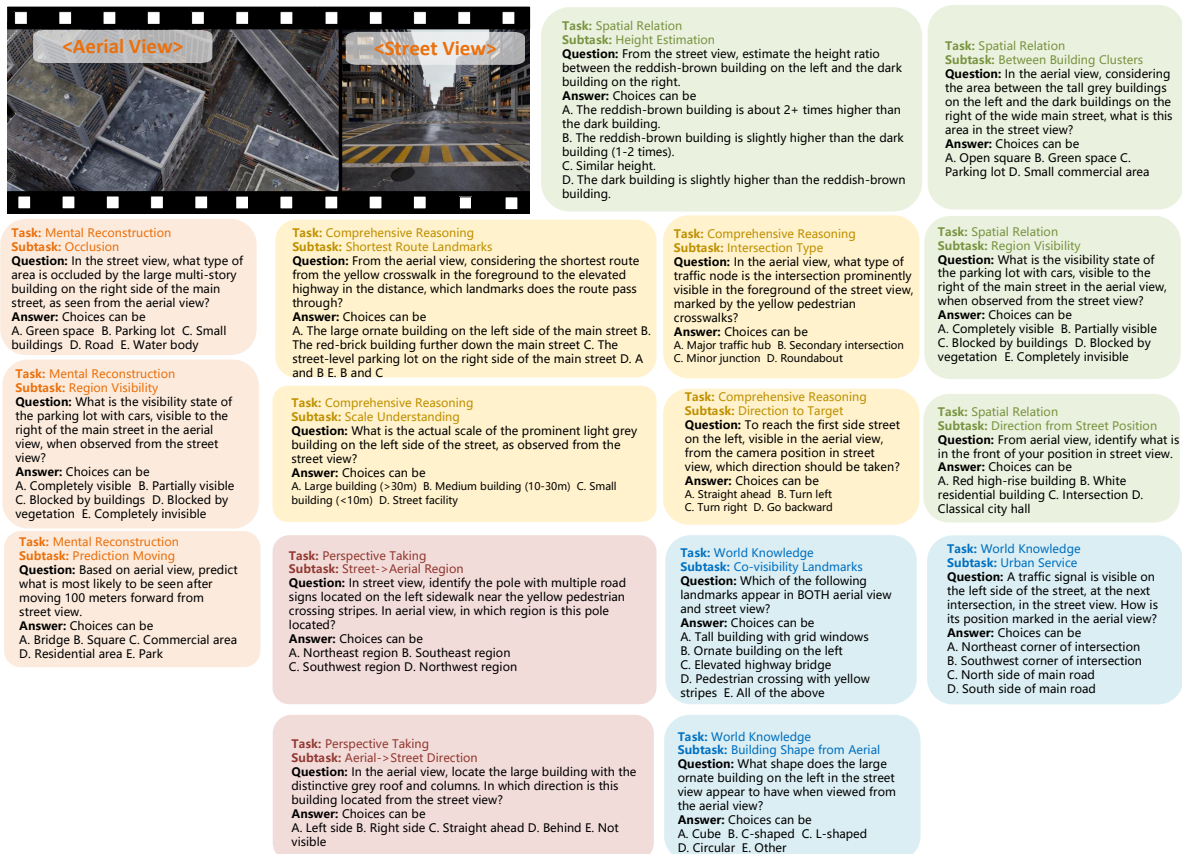 <Aerial View>
<Street View>
Task: Spatial Relation
Subtask: Height Estimation
Question: From the street view, estimate the height ratio
between the reddish-brown building on the left and the dark
building on the right.
Answer: Choices can be
A. The reddish-brown building is about 2+ times higher than
the dark building.
B. The reddish-brown building is slightly higher than the dark
building (1-2 times).
C. Similar height.
D. The dark building is slightly higher than the reddish-brown
building.
Task: Spatial Relation
Subtask: Between Building Clusters
Question: In the aerial view, considering
the area between the tall grey buildings
on the left and the dark buildings on the
right of the wide main street, what is this
area in the street view?
Answer: Choices can be
A. Open square B. Green space C.
Parking lot D. Small commercial area
Task: Mental Reconstruction
Subtask: Occlusion
Question: In the street view, what type of
area is occluded by the large multi-story
building on the right side of the main
street, as seen from the aerial view?
Answer: Choices can be
A. Green space B. Parking lot C. Small
buildings D. Road E. Water body
Task: Comprehensive Reasoning
Subtask: Shortest Route Landmarks
Question: From the aerial view, considering the shortest route
from the yellow crosswalk in the foreground to the elevated
highway in the distance, which landmarks does the route pass
through?
Answer: Choices can be
A. The large ornate building on the left side of the main street B.
The red-brick building further down the main street C. The
street-level parking lot on the right side of the main street D. A
and B E. B and C
Task: Comprehensive Reasoning
Subtask: Intersection Type
Question: In the aerial view, what type of
traffic node is the intersection prominently
visible in the foreground of the street view,
marked by the yellow pedestrian
crosswalks?
Answer: Choices can be
A. Major traffic hub B. Secondary intersection
C. Minor junction D. Roundabout
Task: Spatial Relation
Subtask: Region Visibility
Question: What is the visibility state of
the parking lot with cars, visible to the
right of the main street in the aerial view,
when observed from the street view?
Answer: Choices can be
A. Completely visible B. Partially visible
C. Blocked by buildings D. Blocked by
vegetation E. Completely invisible
Task: Mental Reconstruction
Subtask: Region Visibility
Question: What is the visibility state of
the parking lot with cars, visible to the
right of the main street in the aerial
view, when observed from the street
view?
Answer: Choices can be
A. Completely visible B. Partially visible
C. Blocked by buildings D. Blocked by
vegetation E. Completely invisible
Task: Comprehensive Reasoning
Subtask: Scale Understanding
Question: What is the actual scale of the prominent light grey
building on the left side of the street, as observed from the
street view?
Answer: Choices can be
A. Large building (>30m) B. Medium building (10-30m) C. Small
building (<10m) D. Street facility
Task: Comprehensive Reasoning
Subtask: Direction to Target
Question: To reach the first side street
on the left, visible in the aerial view,
from the camera position in street
view, which direction should be taken?
Answer: Choices can be
A. Straight ahead B. Turn left
C. Turn right D. Go backward
Task: Spatial Relation
Subtask: Direction from Street Position
Question: From aerial view, identify what is
in the front of your position in street view.
Answer: Choices can be
A. Red high-rise building B. White
residential building C. Intersection D.
Classical city hall
Task: Mental Reconstruction
Subtask: Prediction Moving
Question: Based on aerial view, predict
what is most likely to be seen after
moving 100 meters forward from
street view.
Answer: Choices can be
A. Bridge B. Square C. Commercial area
D. Residential area E. Park
Task: Perspective Taking
Subtask: Street->Aerial Region
Question: In street view, identify the pole with multiple road
signs located on the left sidewalk near the yellow pedestrian
crossing stripes. In aerial view, in which region is this pole
located?
Answer: Choices can be
A. Northeast region B. Southeast region
C. Southwest region D. Northwest region
Task: World Knowledge
Subtask: Co-visibility Landmarks
Question: Which of the following
landmarks appear in BOTH aerial view
and street view?
Answer: Choices can be
A. Tall building with grid windows
B. Ornate building on the left
C. Elevated highway bridge
D. Pedestrian crossing with yellow
stripes E. All of the above
Task: World Knowledge
Subtask: Urban Service
Question: A traffic signal is visible on
the left side of the street, at the next
intersection, in the street view. How is
its position marked in the aerial view?
Answer: Choices can be
A. Northeast corner of intersection
B. Southwest corner of intersection
C. North side of main road
D. South side of main road
Task: Perspective Taking
Subtask: Aerial->Street Direction
Question: In the aerial view, locate the large building with the
distinctive grey roof and columns. In which direction is this
building located from the street view?
Answer: Choices can be
A. Left side B. Right side C. Straight ahead D. Behind E. Not
visible
Task: World Knowledge
Subtask: Building Shape from Aerial
Question: What shape does the large
ornate building on the left in the street
view appear to have when viewed from
the aerial view?
Answer: Choices can be
A. Cube B. C-shaped C. L-shaped
D. Circular E. Other